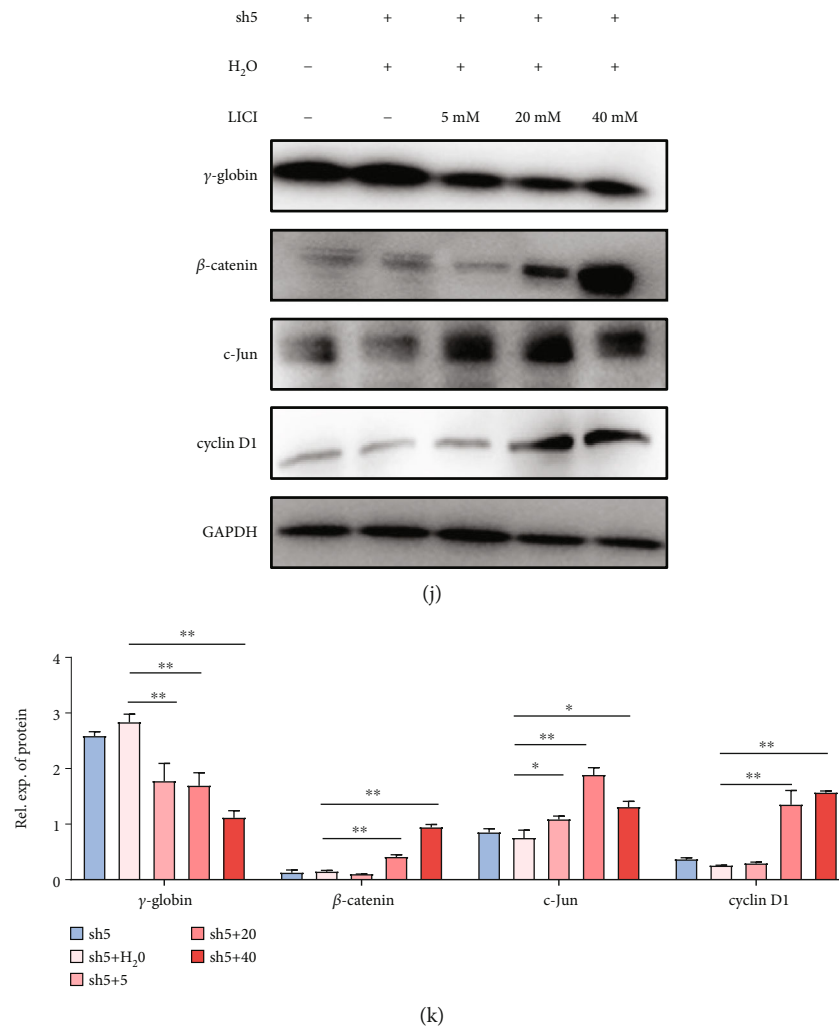 sh5 + + + + +
H₂O − + + + +
LICI − − 5 mM 20 mM 40 mM
γ-globin
β-catenin
c-Jun
cyclin D1
GAPDH
(j)
Rel. exp. of protein
4
3
2
1
0
** ** **
** **
* ** *
** **
γ-globin β-catenin c-Jun cyclin D1
sh5 sh5+20
sh5+H₂0 sh5+40
sh5+5
(k)